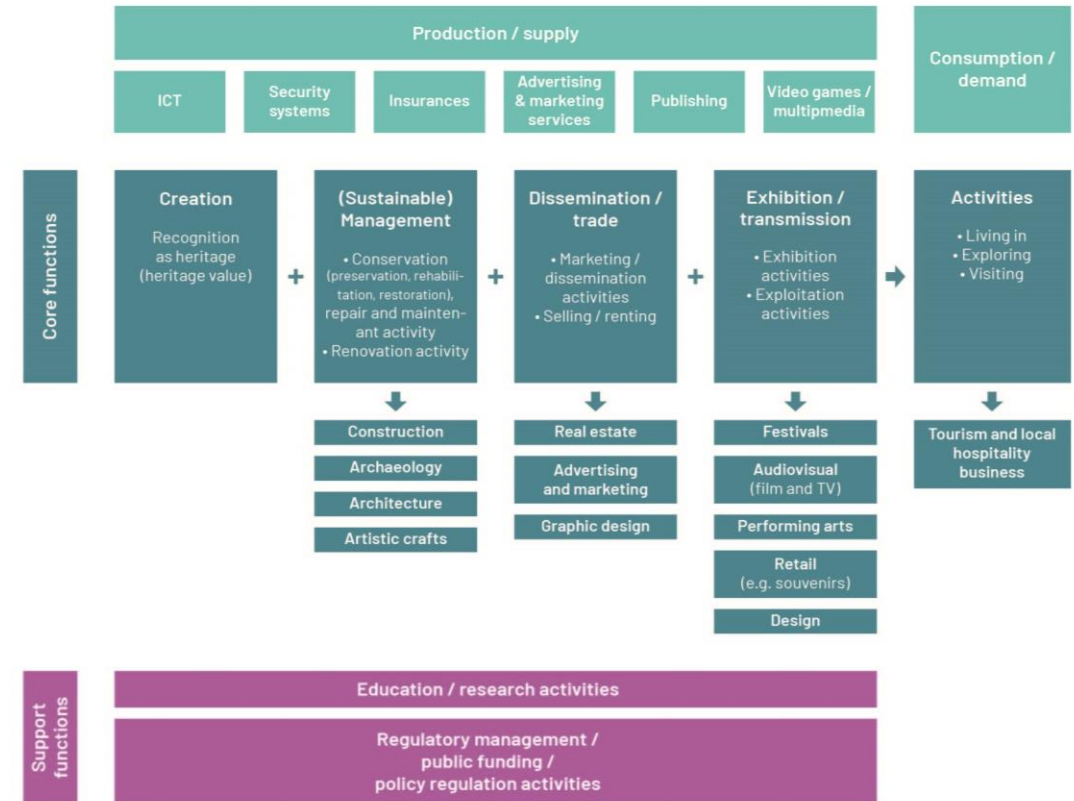 Production / supply
Consumption /
demand
ICT
Security
systems
Insurances
Advertising
& marketing
services
Publishing
Video games /
multipmedia
Core functions
Creation
Recognition
as heritage
(heritage value)
+
(Sustainable)
Management
• Conservation
(preservation, rehabili-
tation, restoration),
repair and mainten-
ant activity
• Renovation activity
+
Dissemination /
trade
• Marketing /
dissemination
activities
• Selling / renting
+
Exhibition /
transmission
• Exhibition
activities
• Exploitation
activities
Activities
• Living in
• Exploring
• Visiting
Construction
Archaeology
Architecture
Artistic crafts
Real estate
Advertising
and marketing
Graphic design
Festivals
Audiovisual
(film and TV)
Performing arts
Retail
(e.g. souvenirs)
Design
Tourism and local
hospitality
business
Support
functions
Education / research activities
Regulatory management /
public funding /
policy regulation activities